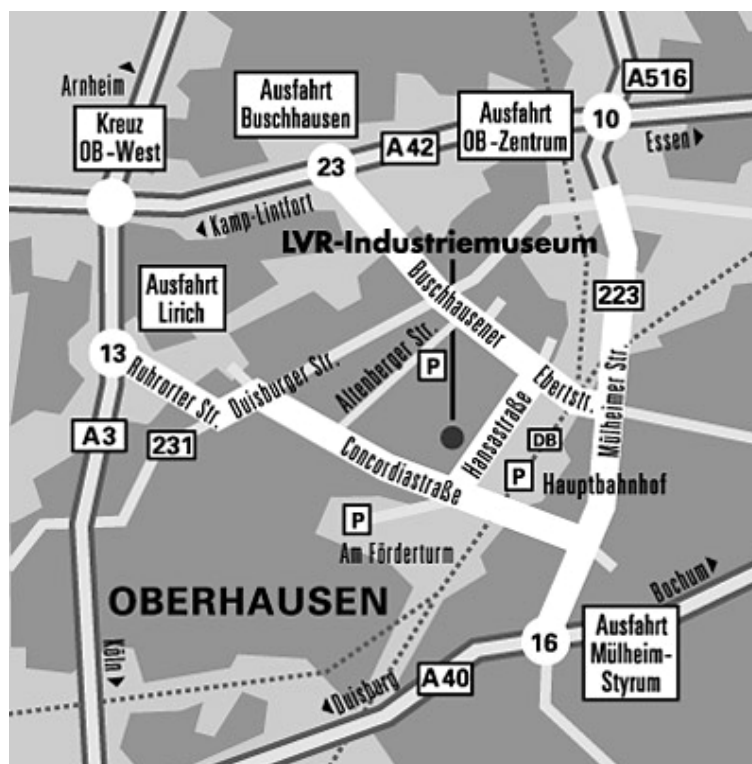 Arnheim
Kreuz
OB-West
Ausfahrt
Buschhausen
23
A 42
Ausfahrt
OB-Zentrum
10
A516
Essen
Kamp-Lintfort
LVR-Industriemuseum
Ausfahrt
Lirich
13
Ruhrorter Str.
Duisburger Str.
Altenberger Str.
P
Buschhausener
Ebertstr.
223
Mülheimer Str.
A3
231
Concordiastraße
Hansastraße
DB
P
Hauptbahnhof
P
Am Förderturm
OBERHAUSEN
Köln
Duisburg
A 40
16
Bochum
Ausfahrt
Mülheim-
Styrum